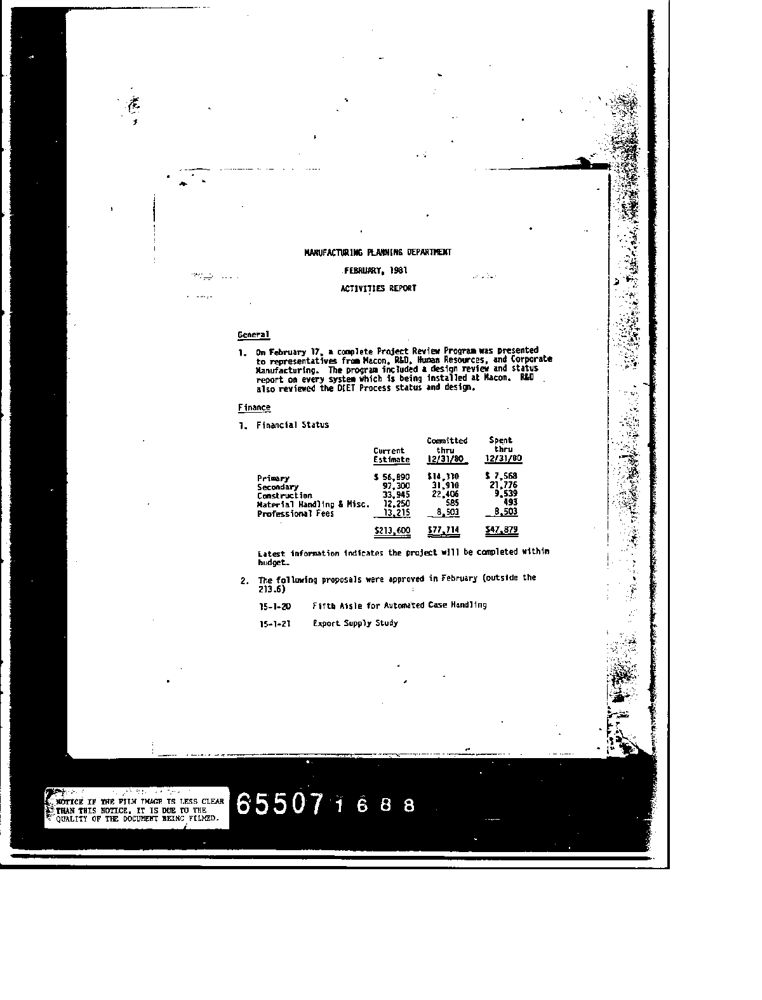 MANUFACTURING PLANNING DEPARTMENT
FEBRUARY, 1981
ACTIVITIES REPORT
General
1. On February 17, a complete Project Review Program was presented
to representatives from Macon, R&D, Human Resources, and Corporate
Manufacturing. The program included a design review and status
report on every system which is being installed at Macon. R&D
also reviewed the DIET Process status and design.
Finance
1. Financial Status
Committed Spent
Current thru thru
Estimate 12/31/80 12/31/80
Primary $ 56,890 $14,310 $ 7,568
Secondary 97,300 31,910 21,776
Construction 33,945 22,406 9,539
Material Handling & Misc. 12,250 585 493
Professional Fees 13,215 8,503 8,503
$213,600 $77,714 $47,879
Latest information indicates the project will be completed within
budget.
2. The following proposals were approved in February (outside the
213.6)
15-1-20 Fifth Aisle for Automated Case Handling
15-1-21 Export Supply Study
NOTICE IF THE FILM IMAGE IS LESS CLEAR
THAN THIS NOTICE, IT IS DUE TO THE
QUALITY OF THE DOCUMENT BEING FILMED.
65507 1688